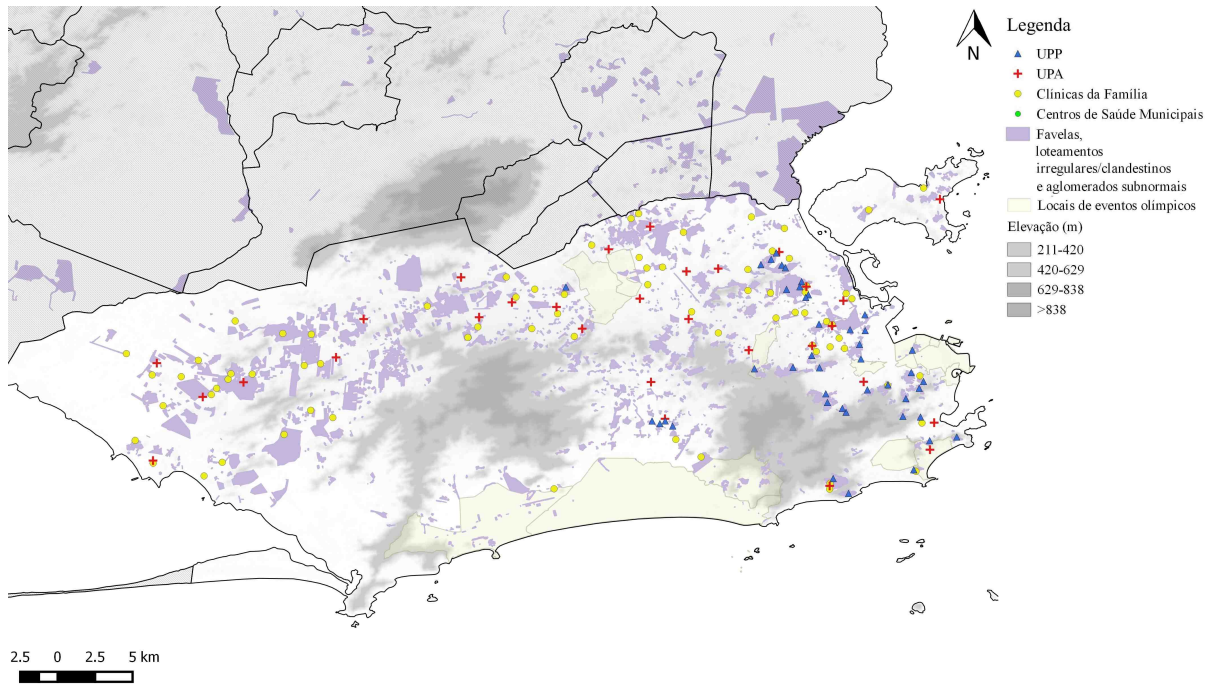 N
Legenda
UPP
UPA
Clínicas da Família
Centros de Saúde Municipais
Favelas,
loteamentos
irregulares/clandestinos
e aglomerados subnormais
Locais de eventos olímpicos
Elevação (m)
211-420
420-629
629-838
>838
2.5 0 2.5 5 km